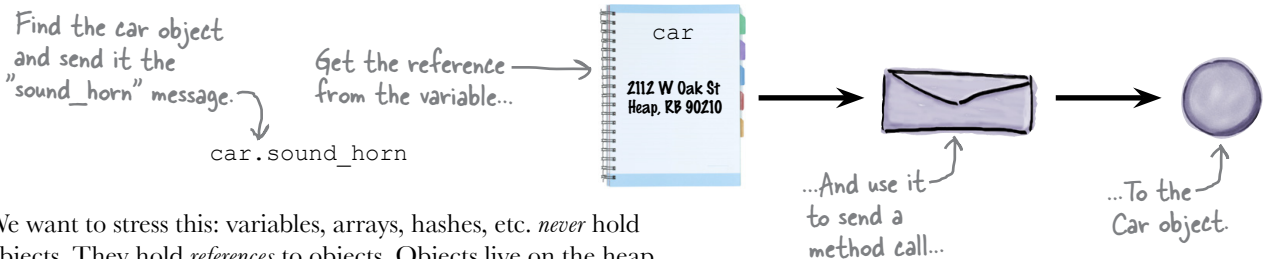 Find the car object
and send it the
"sound_horn" message.
car.sound_horn
Get the reference
from the variable...
car
2112 W Oak St
Heap, RB 90210
...And use it
to send a
method call...
...To the
Car object.
We want to stress this: variables, arrays, hashes, etc. never hold
objects. They hold references to objects. Objects live on the heap,